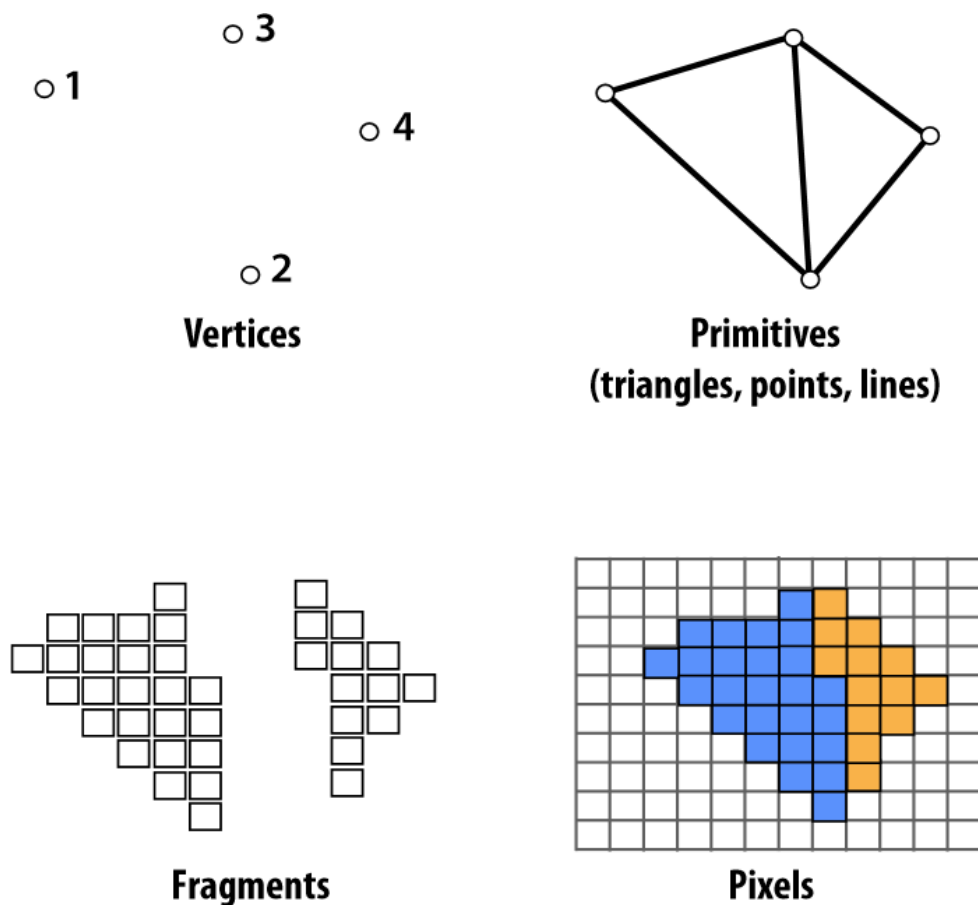 3
1
4
2
Vertices
Primitives
(triangles, points, lines)
Fragments
Pixels